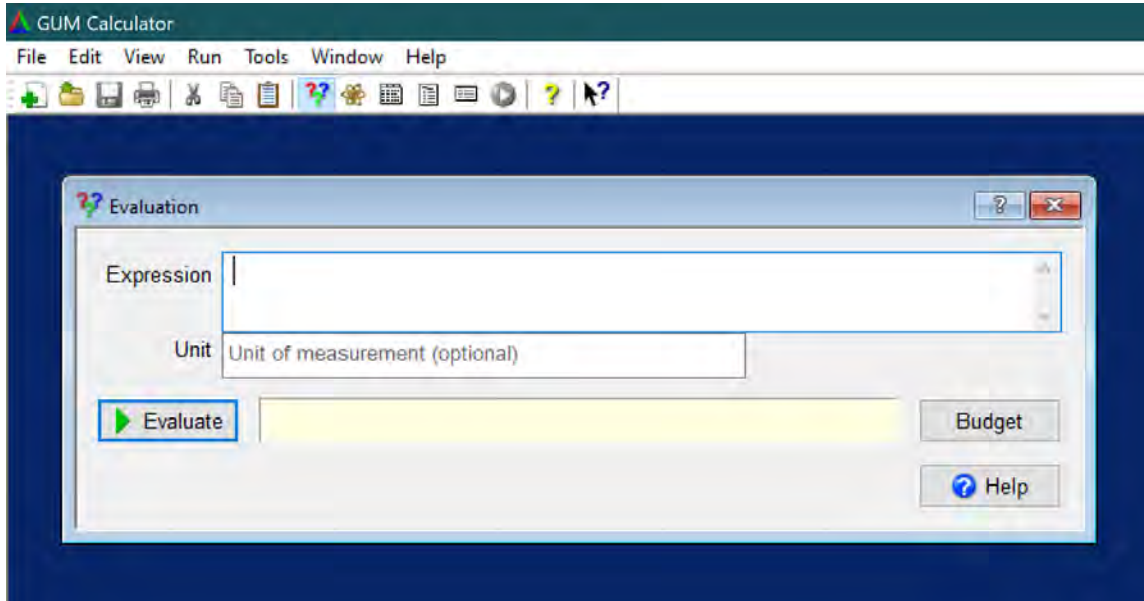 GUM Calculator
File Edit View Run Tools Window Help
Evaluation
Expression
Unit Unit of measurement (optional)
Evaluate Budget
Help